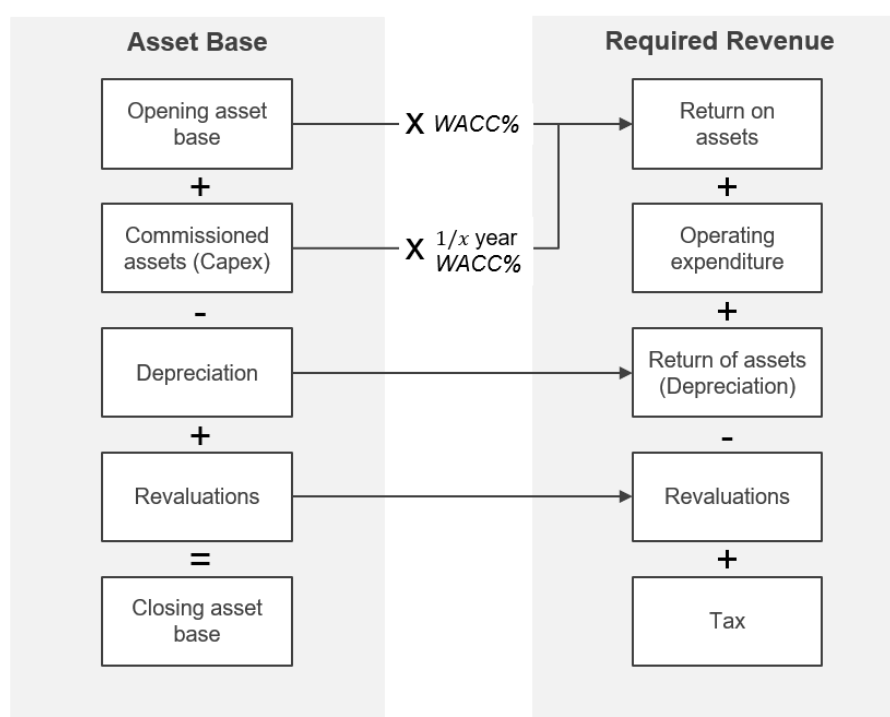 Asset Base
Opening asset
base
+
Commissioned
assets (Capex)
-
Depreciation
+
Revaluations
=
Closing asset
base
X WACC%
X 1/x year
WACC%
Required Revenue
Return on
assets
+
Operating
expenditure
+
Return of assets
(Depreciation)
-
Revaluations
+
Tax